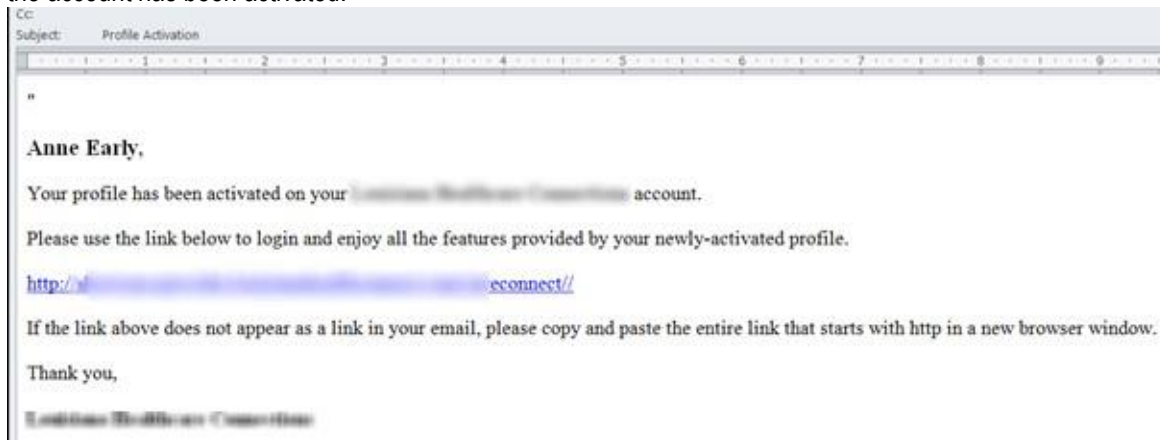 the account has been activated.
Cc:
Subject: Profile Activation
1 2 3 4 5 6 7 8 9
"
Anne Early,
Your profile has been activated on your account.
Please use the link below to login and enjoy all the features provided by your newly-activated profile.
http:// econnect//
If the link above does not appear as a link in your email, please copy and paste the entire link that starts with http in a new browser window.
Thank you,